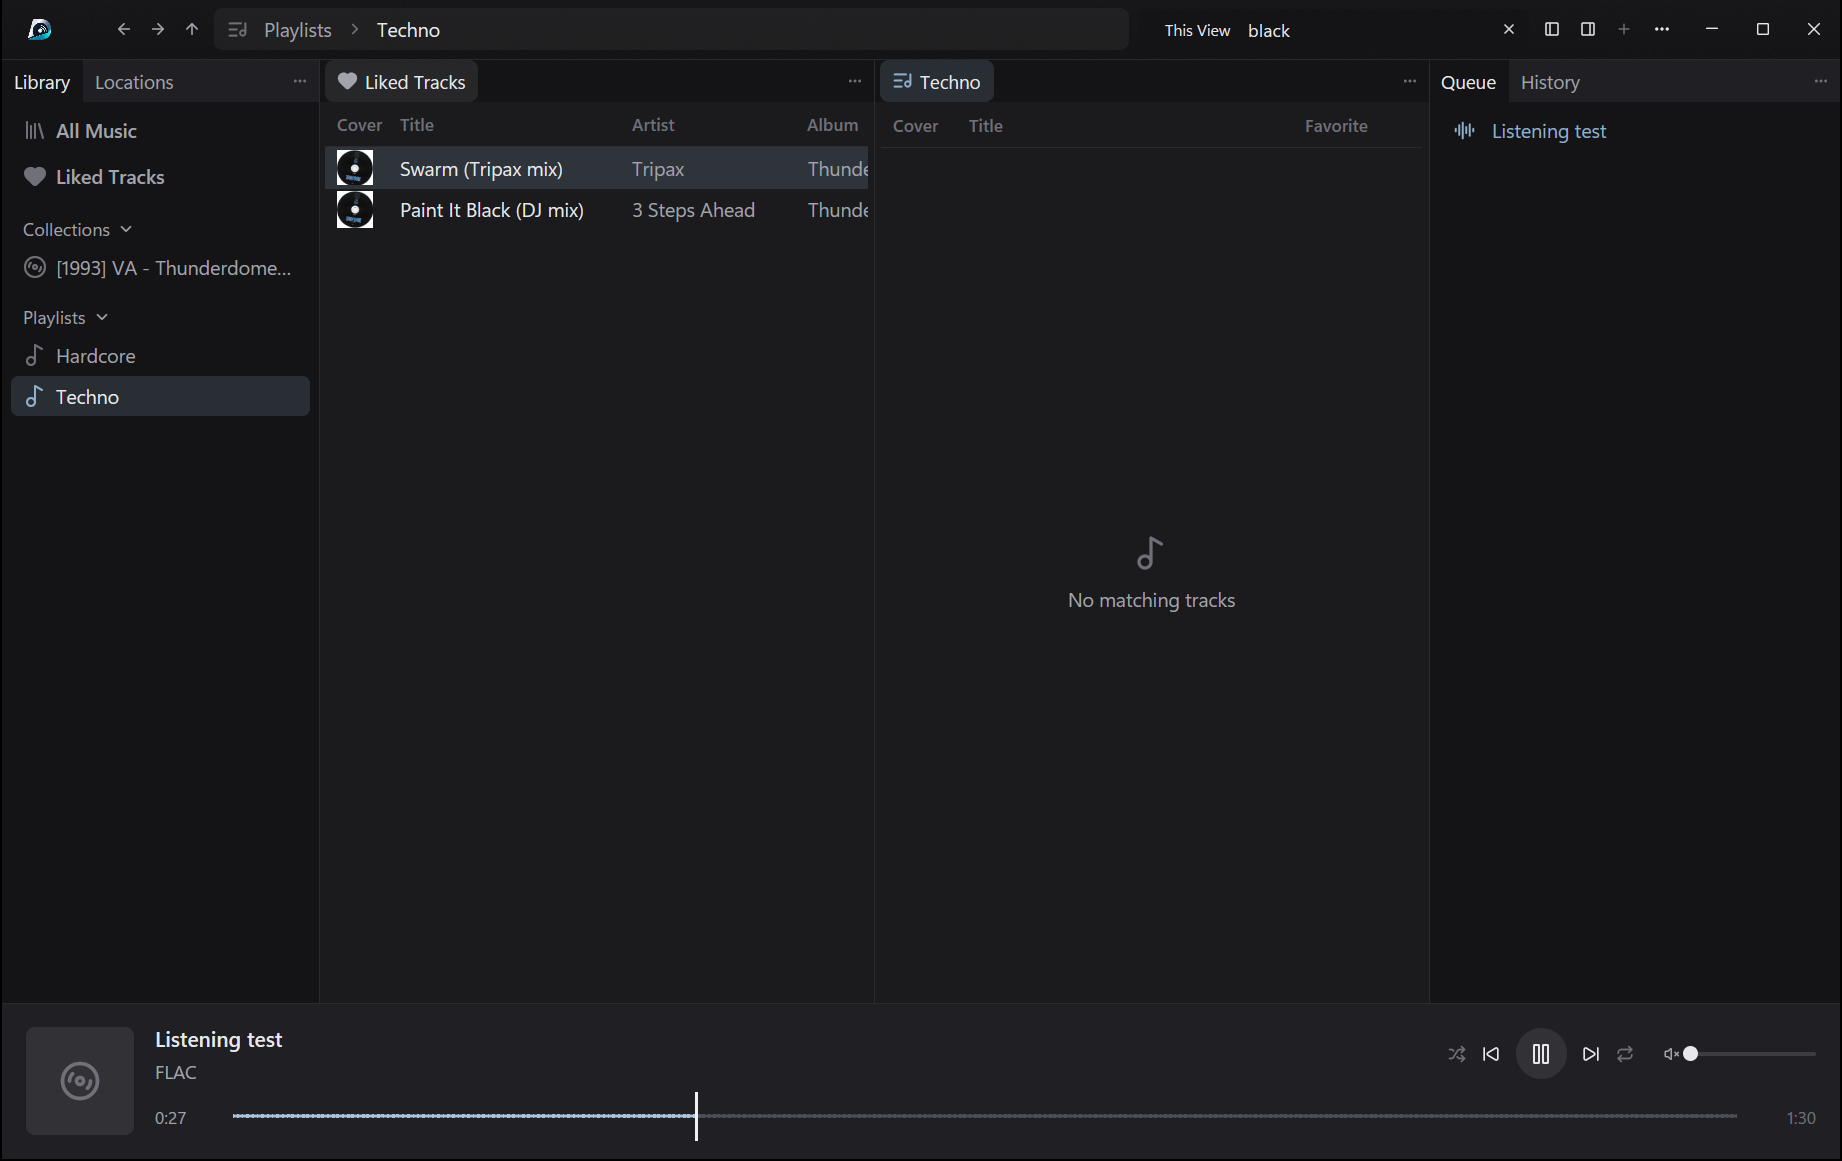 Playlists > Techno
This View black
Library Locations
All Music
Liked Tracks
Collections
[1993] VA - Thunderdome...
Playlists
Hardcore
Techno
Liked Tracks
Cover Title Artist Album
Swarm (Tripax mix) Tripax Thunde
Paint It Black (DJ mix) 3 Steps Ahead Thunde
Techno
Cover Title Favorite
No matching tracks
Queue History
Listening test
Listening test
FLAC
0:27
1:30